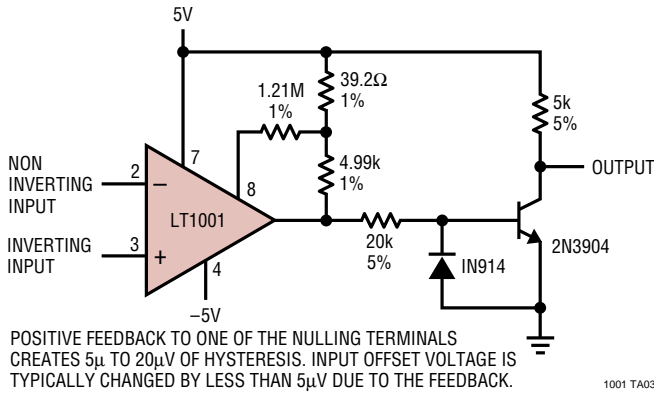 5V
39.2Ω
1%
1.21M
1%
5k
5%
7
4.99k
1%
OUTPUT
NON
INVERTING
INPUT
2
–
8
LT1001
INVERTING
INPUT
3
+
20k
5%
2N3904
IN914
4
–5V
POSITIVE FEEDBACK TO ONE OF THE NULLING TERMINALS
CREATES 5μ TO 20μV OF HYSTERESIS. INPUT OFFSET VOLTAGE IS
TYPICALLY CHANGED BY LESS THAN 5μV DUE TO THE FEEDBACK.
1001 TA03